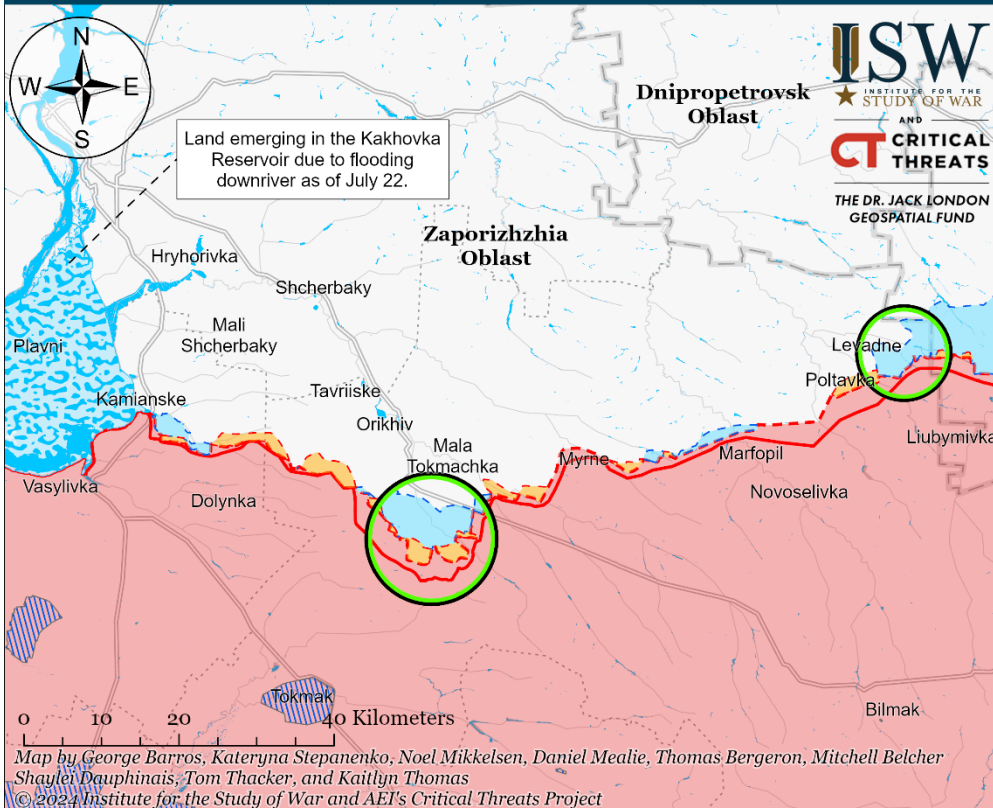 N
W E
S
ISW
INSTITUTE FOR THE
STUDY OF WAR
AND
CT CRITICAL
THREATS
THE DR. JACK LONDON
GEOSPATIAL FUND
Dnipropetrovsk
Oblast
Land emerging in the Kakhovka
Reservoir due to flooding
downriver as of July 22.
Zaporizhzhia
Oblast
Hryhorivka
Shcherbaky
Mali
Shcherbaky
Plavni
Levadne
Poltavka
Tavriiske
Kamianske
Orikhiv
Mala
Tokmachka
Liubymivka
Myrne
Marfopil
Vasylivka
Dolynka
Novoselivka
Tokmak
Bilmak
0 10 20 40 Kilometers
Map by George Barros, Kateryna Stepanenko, Noel Mikkelsen, Daniel Mealie, Thomas Bergeron, Mitchell Belcher
Shaylei Dauphinais, Tom Thacker, and Kaitlyn Thomas
© 2024 Institute for the Study of War and AEI's Critical Threats Project